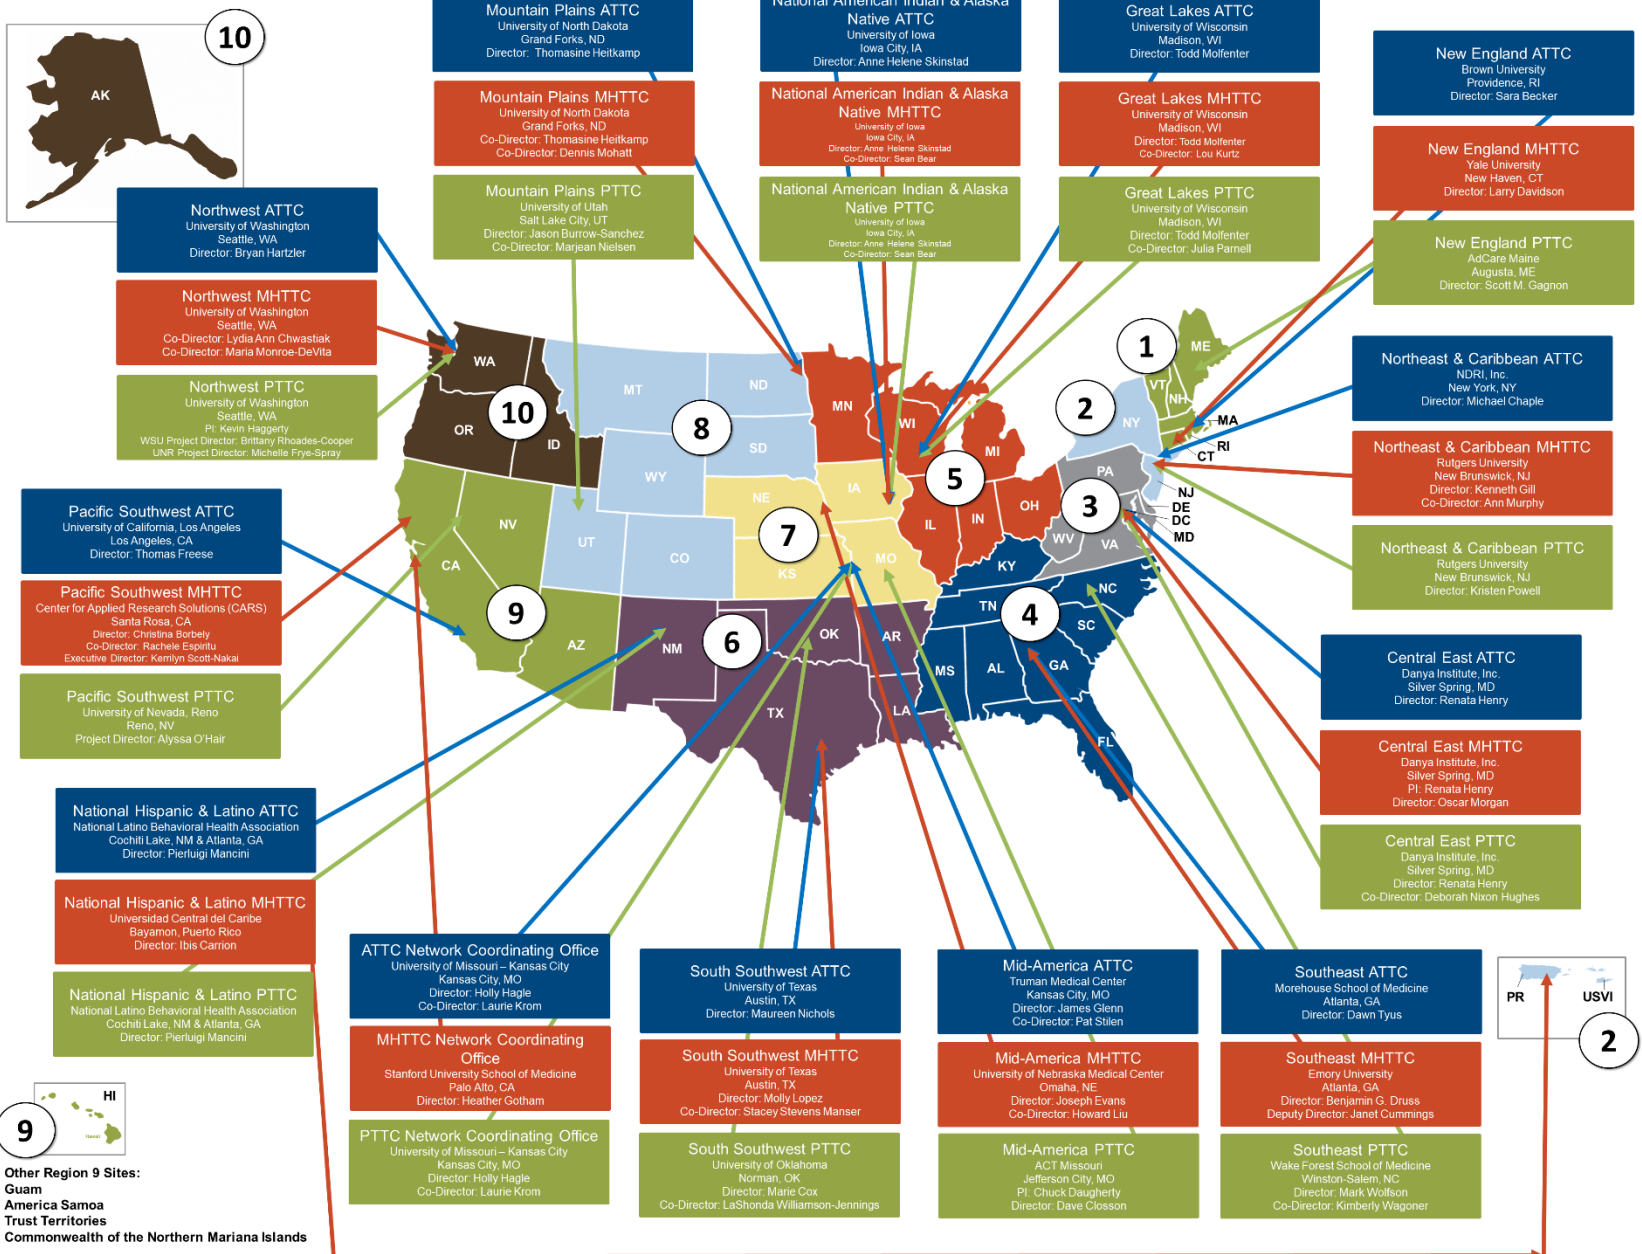 10
AK
Mountain Plains ATTC
University of North Dakota
Grand Forks, ND
Director: Thomasine Heitkamp
Mountain Plains MHTTC
University of North Dakota
Grand Forks, ND
Co-Director: Thomasine Heitkamp
Co-Director: Dennis Mohatt
Mountain Plains PTTC
University of Utah
Salt Lake City, UT
Director: Jason Burrow-Sanchez
Co-Director: Marjean Nielsen
National American Indian & Alaska
Native ATTC
University of Iowa
Iowa City, IA
Director: Anne Helene Skinstad
National American Indian & Alaska
Native MHTTC
University of Iowa
Iowa City, IA
Director: Anne Helene Skinstad
Co-Director: Sean Bear
National American Indian & Alaska
Native PTTC
University of Iowa
Iowa City, IA
Director: Anne Helene Skinstad
Co-Director: Sean Bear
Great Lakes ATTC
University of Wisconsin
Madison, WI
Director: Todd Molfenter
Great Lakes MHTTC
University of Wisconsin
Madison, WI
Director: Todd Molfenter
Co-Director: Lou Kurtz
Great Lakes PTTC
University of Wisconsin
Madison, WI
Director: Todd Molfenter
Co-Director: Julia Parnell
New England ATTC
Brown University
Providence, RI
Director: Sara Becker
New England MHTTC
Yale University
New Haven, CT
Director: Larry Davidson
New England PTTC
AdCare Maine
Augusta, ME
Director: Scott M. Gagnon
Northwest ATTC
University of Washington
Seattle, WA
Director: Bryan Hartzler
Northwest MHTTC
University of Washington
Seattle, WA
Co-Director: Lydia Ann Chwastiak
Co-Director: Maria Monroe-DeVita
Northwest PTTC
University of Washington
Seattle, WA
PI: Kevin Haggerty
WSU Project Director: Brittany Rhoades-Cooper
UNR Project Director: Michelle Frye-Spray
Northeast & Caribbean ATTC
NDRI, Inc.
New York, NY
Director: Michael Chaple
Northeast & Caribbean MHTTC
Rutgers University
New Brunswick, NJ
Director: Kenneth Gill
Co-Director: Ann Murphy
Northeast & Caribbean PTTC
Rutgers University
New Brunswick, NJ
Director: Kristen Powell
WA
OR
ID
10
MT
ND
SD
WY
UT
CO
8
MN
WI
MI
IL
IN
OH
5
1
ME
VT
NH
MA
RI
CT
2
NY
NJ
PA
3
DE
DC
MD
WV
VA
NE
IA
KS
MO
7
NV
CA
AZ
9
NM
OK
AR
TX
LA
6
KY
TN
NC
SC
MS
AL
GA
FL
4
Pacific Southwest ATTC
University of California, Los Angeles
Los Angeles, CA
Director: Thomas Freese
Pacific Southwest MHTTC
Center for Applied Research Solutions (CARS)
Santa Rosa, CA
Director: Christina Borbely
Co-Director: Rachele Espiritu
Executive Director: Kerrilyn Scott-Nakai
Pacific Southwest PTTC
University of Nevada, Reno
Reno, NV
Project Director: Alyssa O'Hair
Central East ATTC
Danya Institute, Inc.
Silver Spring, MD
Director: Renata Henry
Central East MHTTC
Danya Institute, Inc.
Silver Spring, MD
PI: Renata Henry
Director: Oscar Morgan
Central East PTTC
Danya Institute, Inc.
Silver Spring, MD
Director: Renata Henry
Co-Director: Deborah Nixon Hughes
National Hispanic & Latino ATTC
National Latino Behavioral Health Association
Cochiti Lake, NM & Atlanta, GA
Director: Pierluigi Mancini
National Hispanic & Latino MHTTC
Universidad Central del Caribe
Bayamon, Puerto Rico
Director: Ibis Carrion
National Hispanic & Latino PTTC
National Latino Behavioral Health Association
Cochiti Lake, NM & Atlanta, GA
Director: Pierluigi Mancini
ATTC Network Coordinating Office
University of Missouri – Kansas City
Kansas City, MO
Director: Holly Hagle
Co-Director: Laurie Krom
MHTTC Network Coordinating
Office
Stanford University School of Medicine
Palo Alto, CA
Director: Heather Gotham
PTTC Network Coordinating Office
University of Missouri – Kansas City
Kansas City, MO
Director: Holly Hagle
Co-Director: Laurie Krom
South Southwest ATTC
University of Texas
Austin, TX
Director: Maureen Nichols
South Southwest MHTTC
University of Texas
Austin, TX
Director: Molly Lopez
Co-Director: Stacey Stevens Manser
South Southwest PTTC
University of Oklahoma
Norman, OK
Director: Marie Cox
Co-Director: LaShonda Williamson-Jennings
Mid-America ATTC
Truman Medical Center
Kansas City, MO
Director: James Glenn
Co-Director: Pat Stilen
Mid-America MHTTC
University of Nebraska Medical Center
Omaha, NE
Director: Joseph Evans
Co-Director: Howard Liu
Mid-America PTTC
ACT Missouri
Jefferson City, MO
PI: Chuck Daugherty
Director: Dave Closson
Southeast ATTC
Morehouse School of Medicine
Atlanta, GA
Director: Dawn Tyus
Southeast MHTTC
Emory University
Atlanta, GA
Director: Benjamin G. Druss
Deputy Director: Janet Cummings
Southeast PTTC
Wake Forest School of Medicine
Winston-Salem, NC
Director: Mark Wolfson
Co-Director: Kimberly Wagoner
PR
USVI
2
HI
Hawaii
9
Other Region 9 Sites:
Guam
America Samoa
Trust Territories
Commonwealth of the Northern Mariana Islands